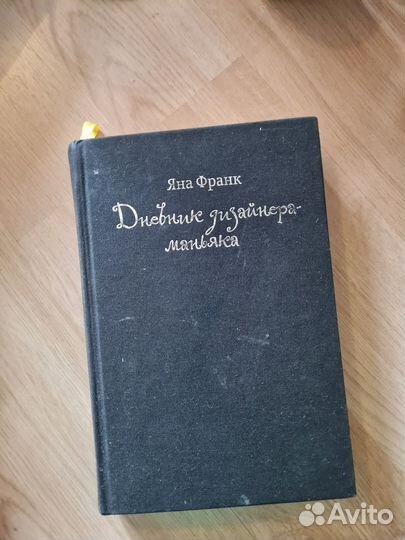 Яна Франк
Дневник дизайнера-
маньяка
Avito